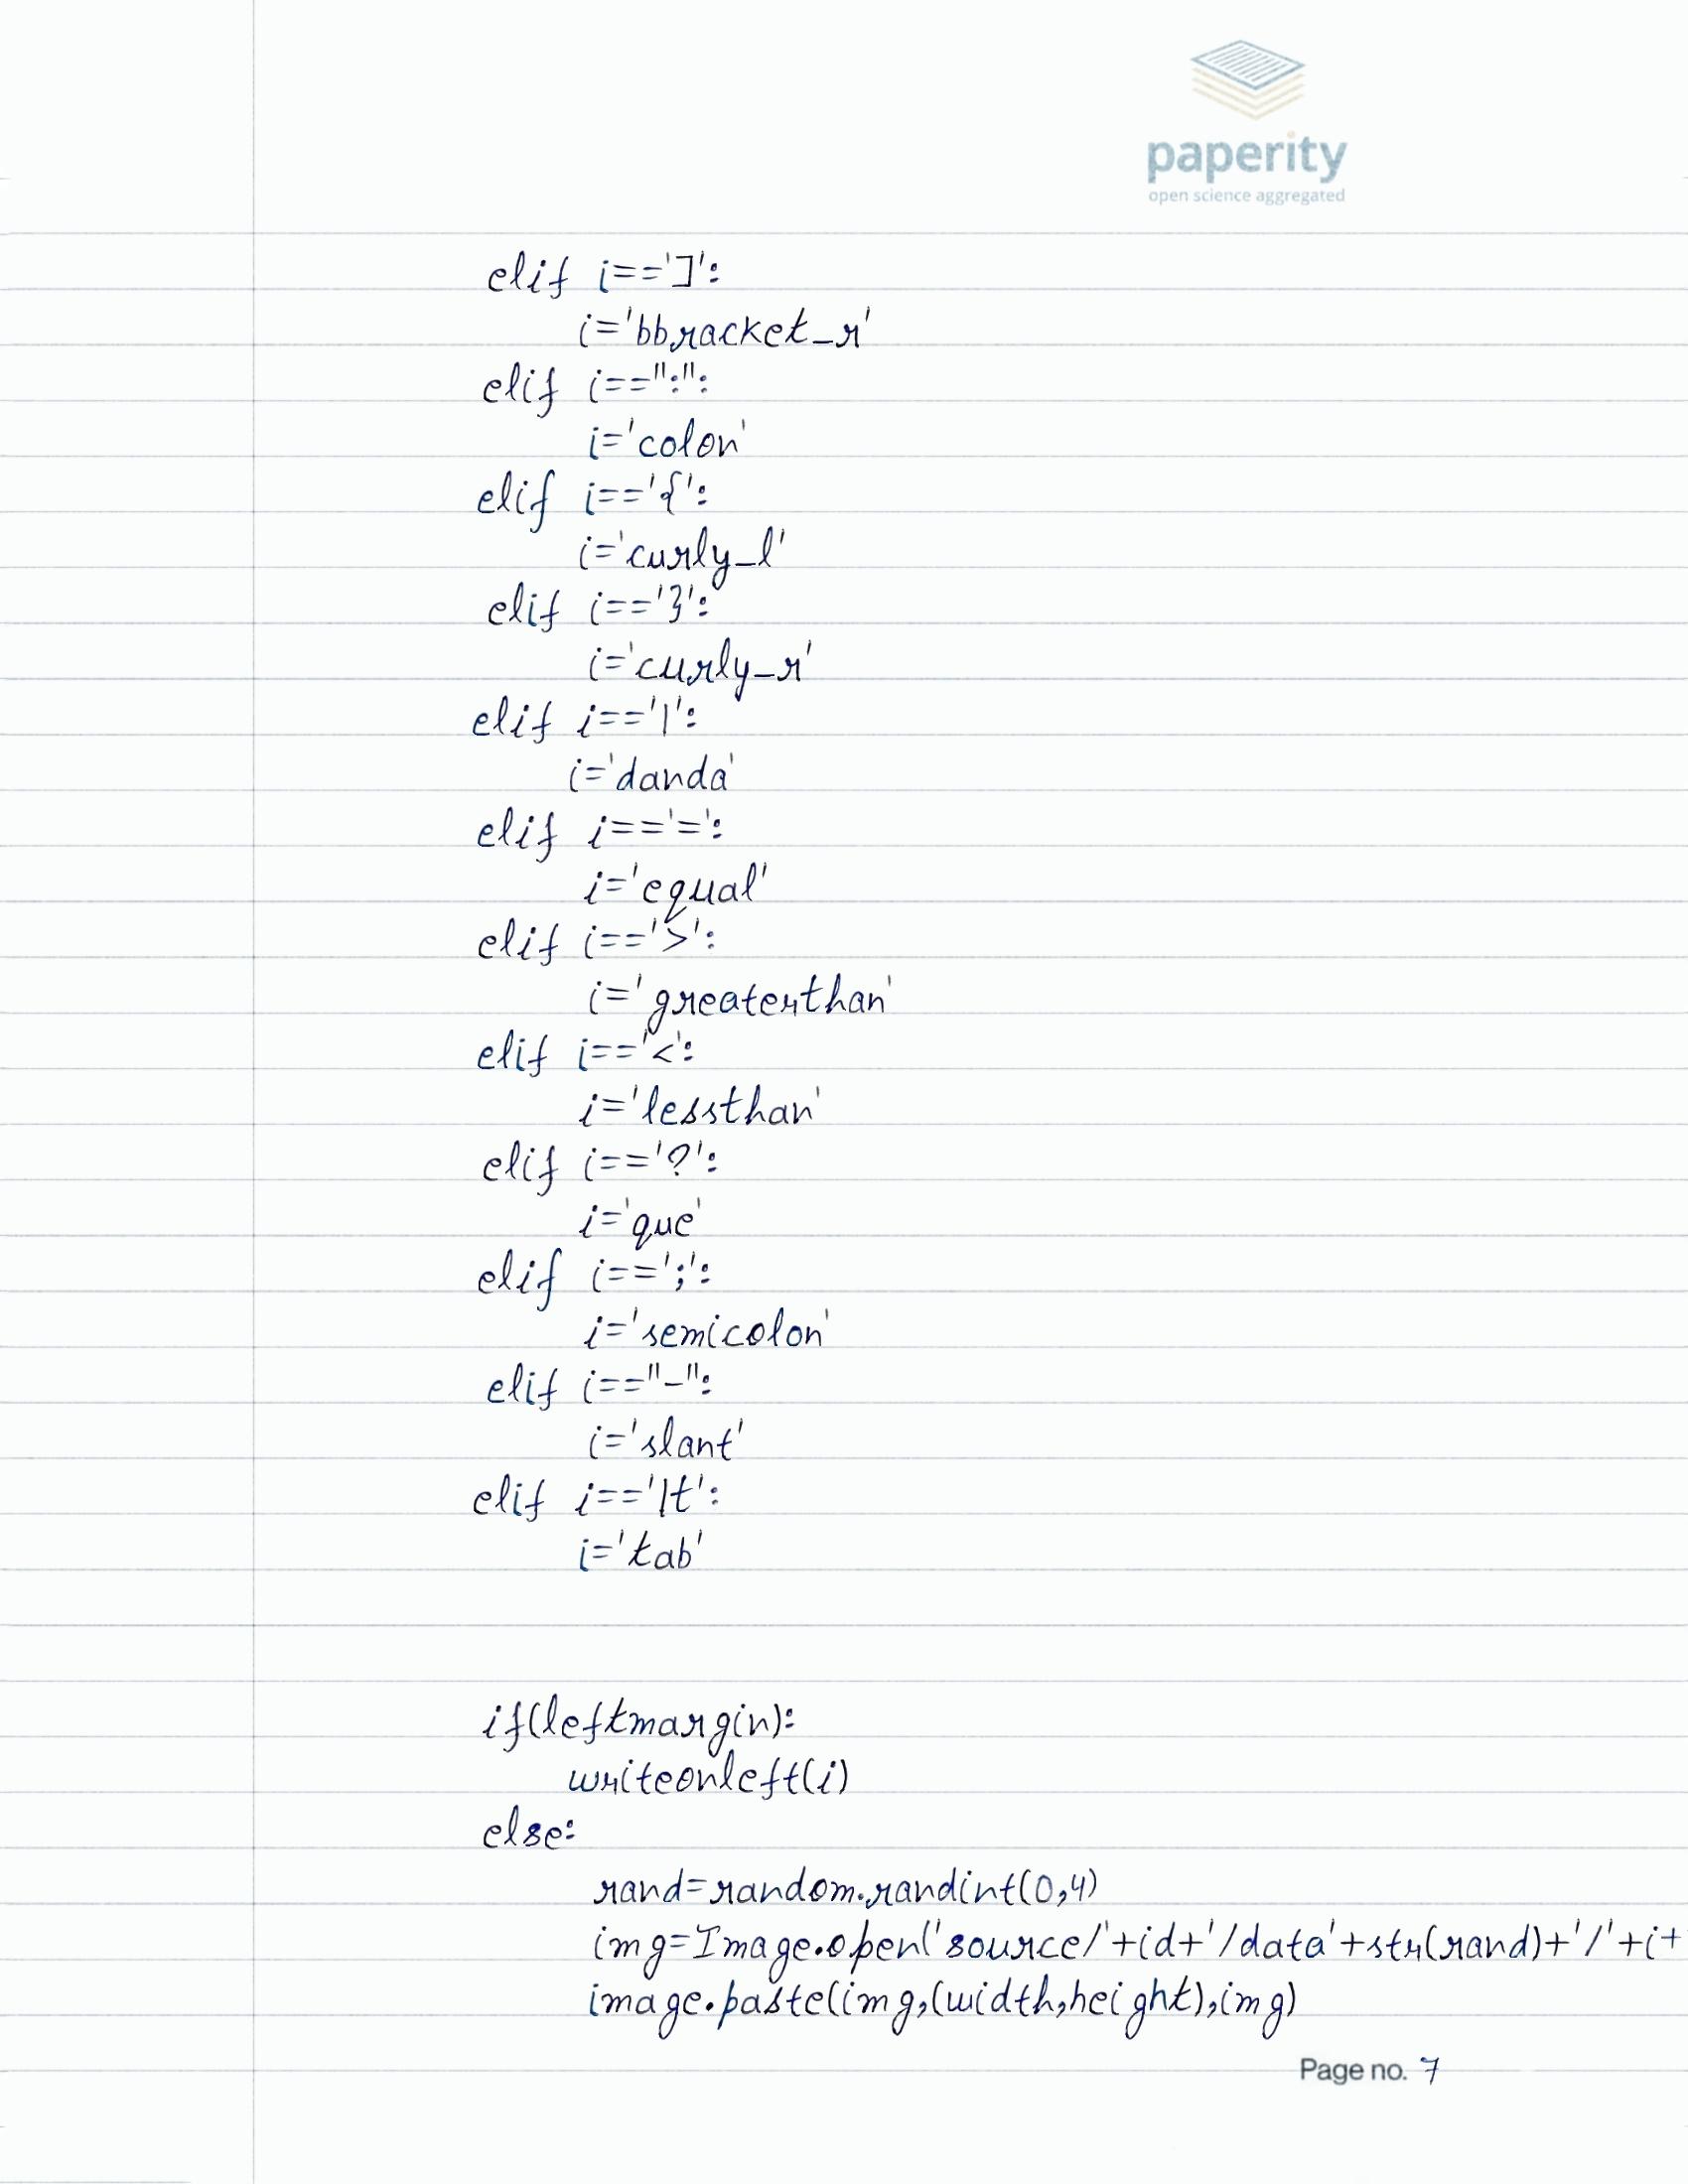 paperity
open science aggregated
elif i==']':
i='bbracket_r'
elif i==":":
i='colon'
elif i=='{':
i='curly_l'
elif i=='}':
i='curly_r'
elif i=='|':
i='danda'
elif i=='=':
i='equal'
elif i=='>':
i='greaterthan'
elif i=='<':
i='lessthan'
elif i=='?':
i='que'
elif i==';':
i='semicolon'
elif i=="-":
i='slant'
elif i=='|t':
i='tab'
if(leftmargin):
writeonleft(i)
else:
rand=random.randint(0,4)
img=Image.open('source/'+id+'/data'+str(rand)+'/'+i+
image.paste(img,(width,height),img)
Page no. 7